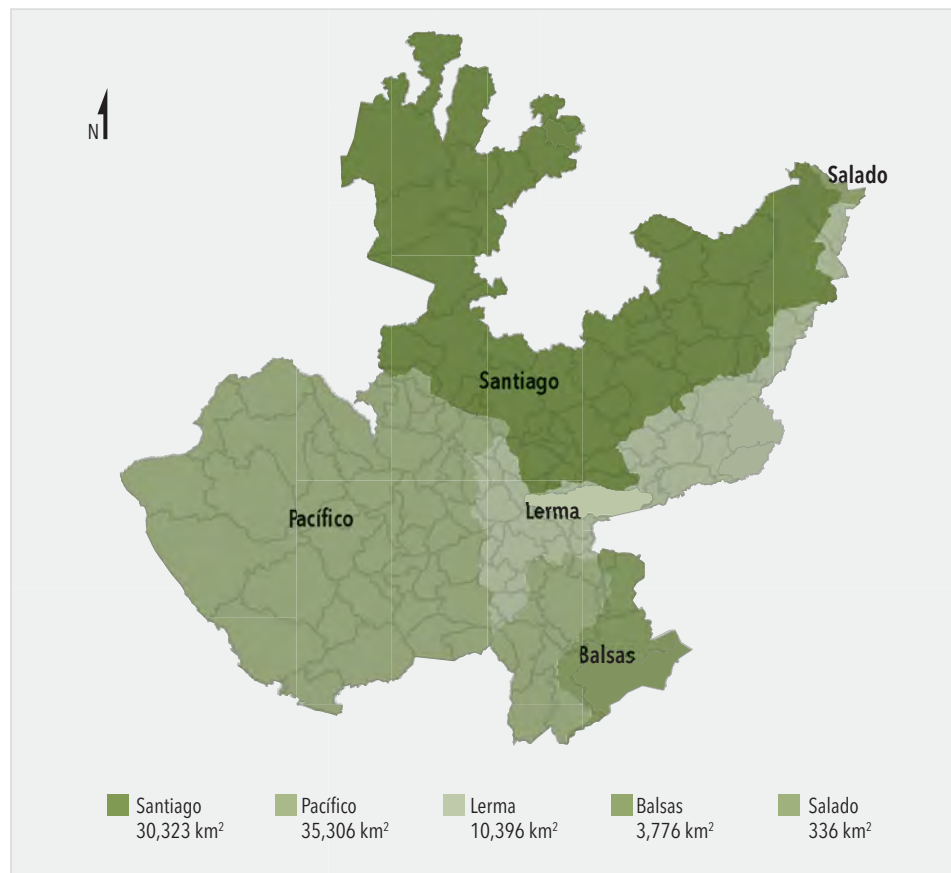 N
Salado
Santiago
Pacífico
Lerma
Balsas
Santiago
30,323 km²
Pacífico
35,306 km²
Lerma
10,396 km²
Balsas
3,776 km²
Salado
336 km²